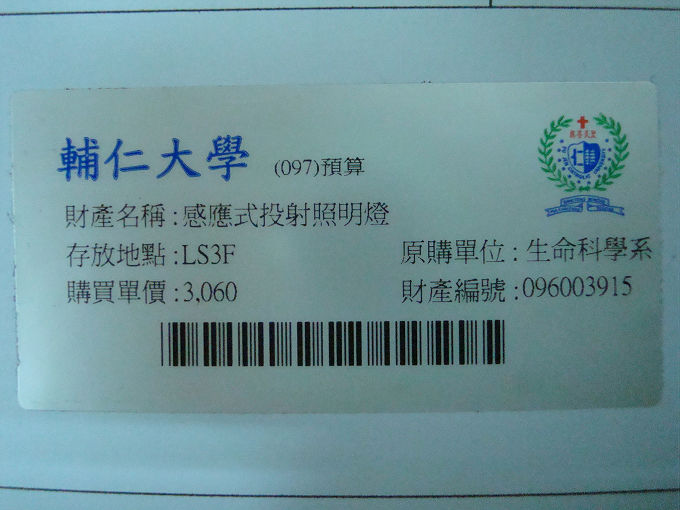 輔仁大學 (097)預算
財產名稱:感應式投射照明燈
存放地點:LS3F 原購單位:生命科學系
購買單價:3,060 財產編號:096003915